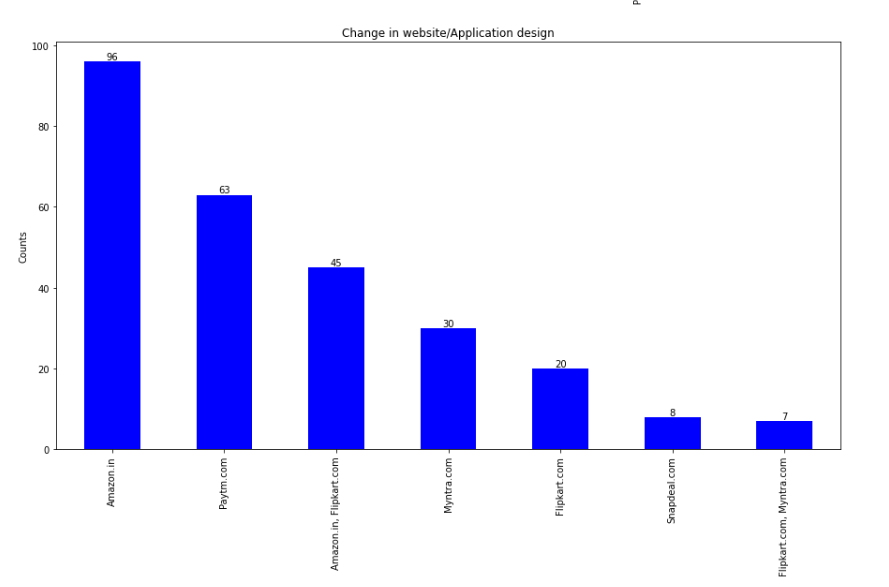 P
Change in website/Application design
100
80
60
40
20
0
Counts
96
63
45
30
20
8
7
Amazon.in
Paytm.com
Amazon.in, Flipkart.com
Myntra.com
Flipkart.com
Snapdeal.com
Flipkart.com, Myntra.com